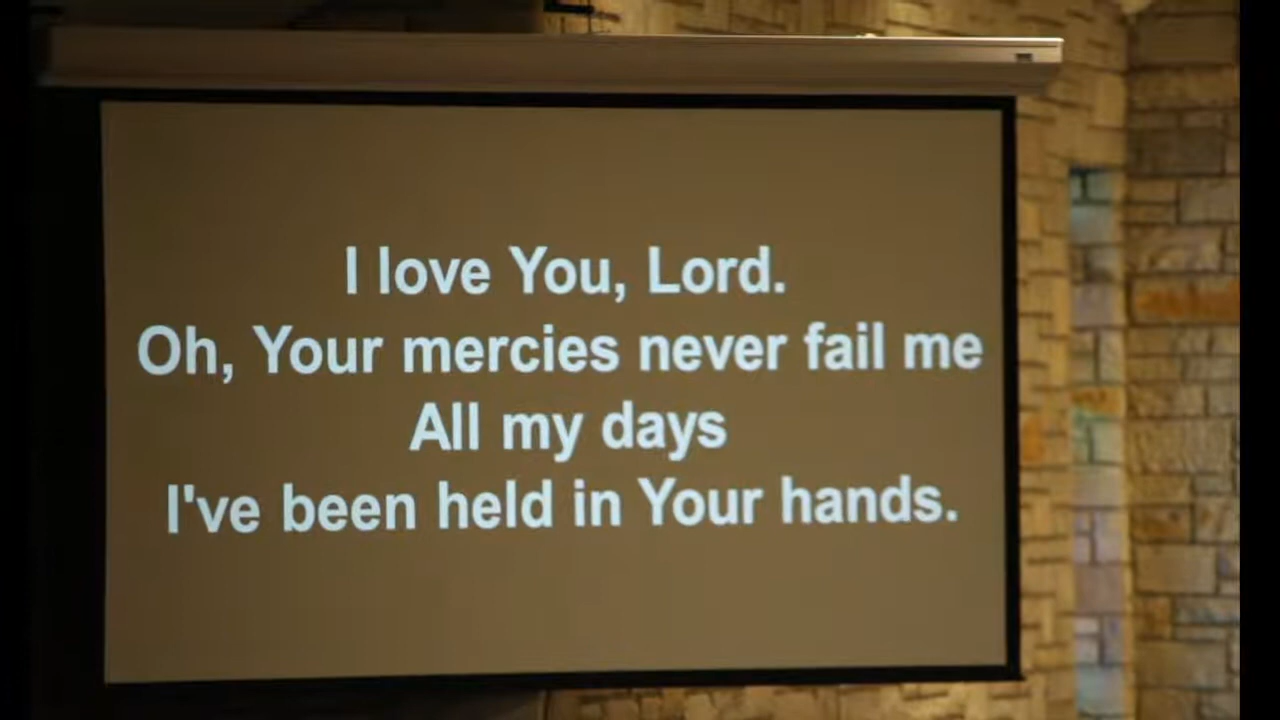 I love You, Lord.
Oh, Your mercies never fail me
All my days
I've been held in Your hands.